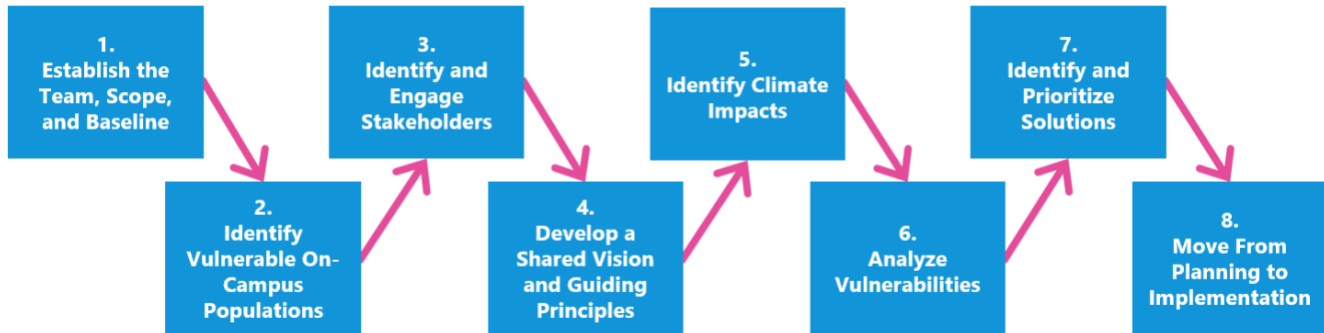 1.
Establish the
Team, Scope,
and Baseline
2.
Identify
Vulnerable On-
Campus
Populations
3.
Identify and
Engage
Stakeholders
4.
Develop a
Shared Vision
and Guiding
Principles
5.
Identify Climate
Impacts
6.
Analyze
Vulnerabilities
7.
Identify and
Prioritize
Solutions
8.
Move From
Planning to
Implementation